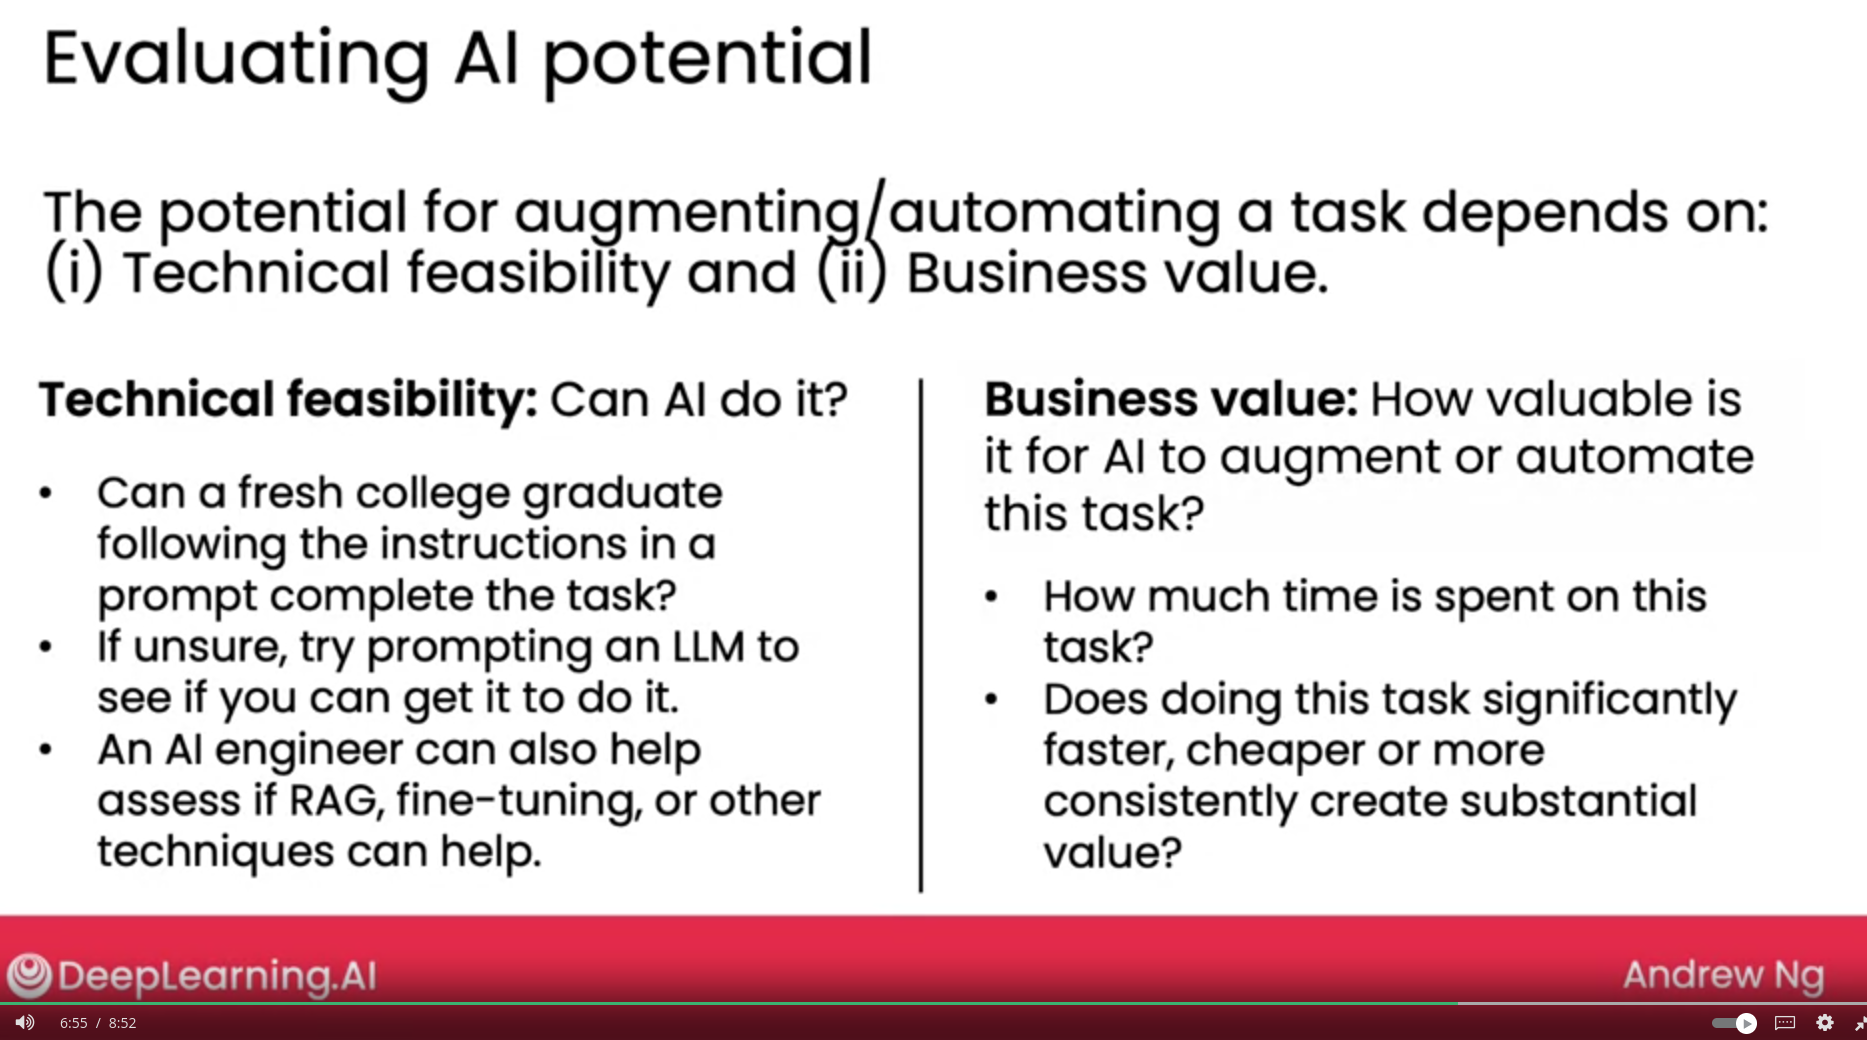 Evaluating AI potential
The potential for augmenting/automating a task depends on:
(i) Technical feasibility and (ii) Business value.
Technical feasibility: Can AI do it?
• Can a fresh college graduate
following the instructions in a
prompt complete the task?
• If unsure, try prompting an LLM to
see if you can get it to do it.
• An AI engineer can also help
assess if RAG, fine-tuning, or other
techniques can help.
Business value: How valuable is
it for AI to augment or automate
this task?
• How much time is spent on this
task?
• Does doing this task significantly
faster, cheaper or more
consistently create substantial
value?
DeepLearning.AI
Andrew Ng
6:55 / 8:52